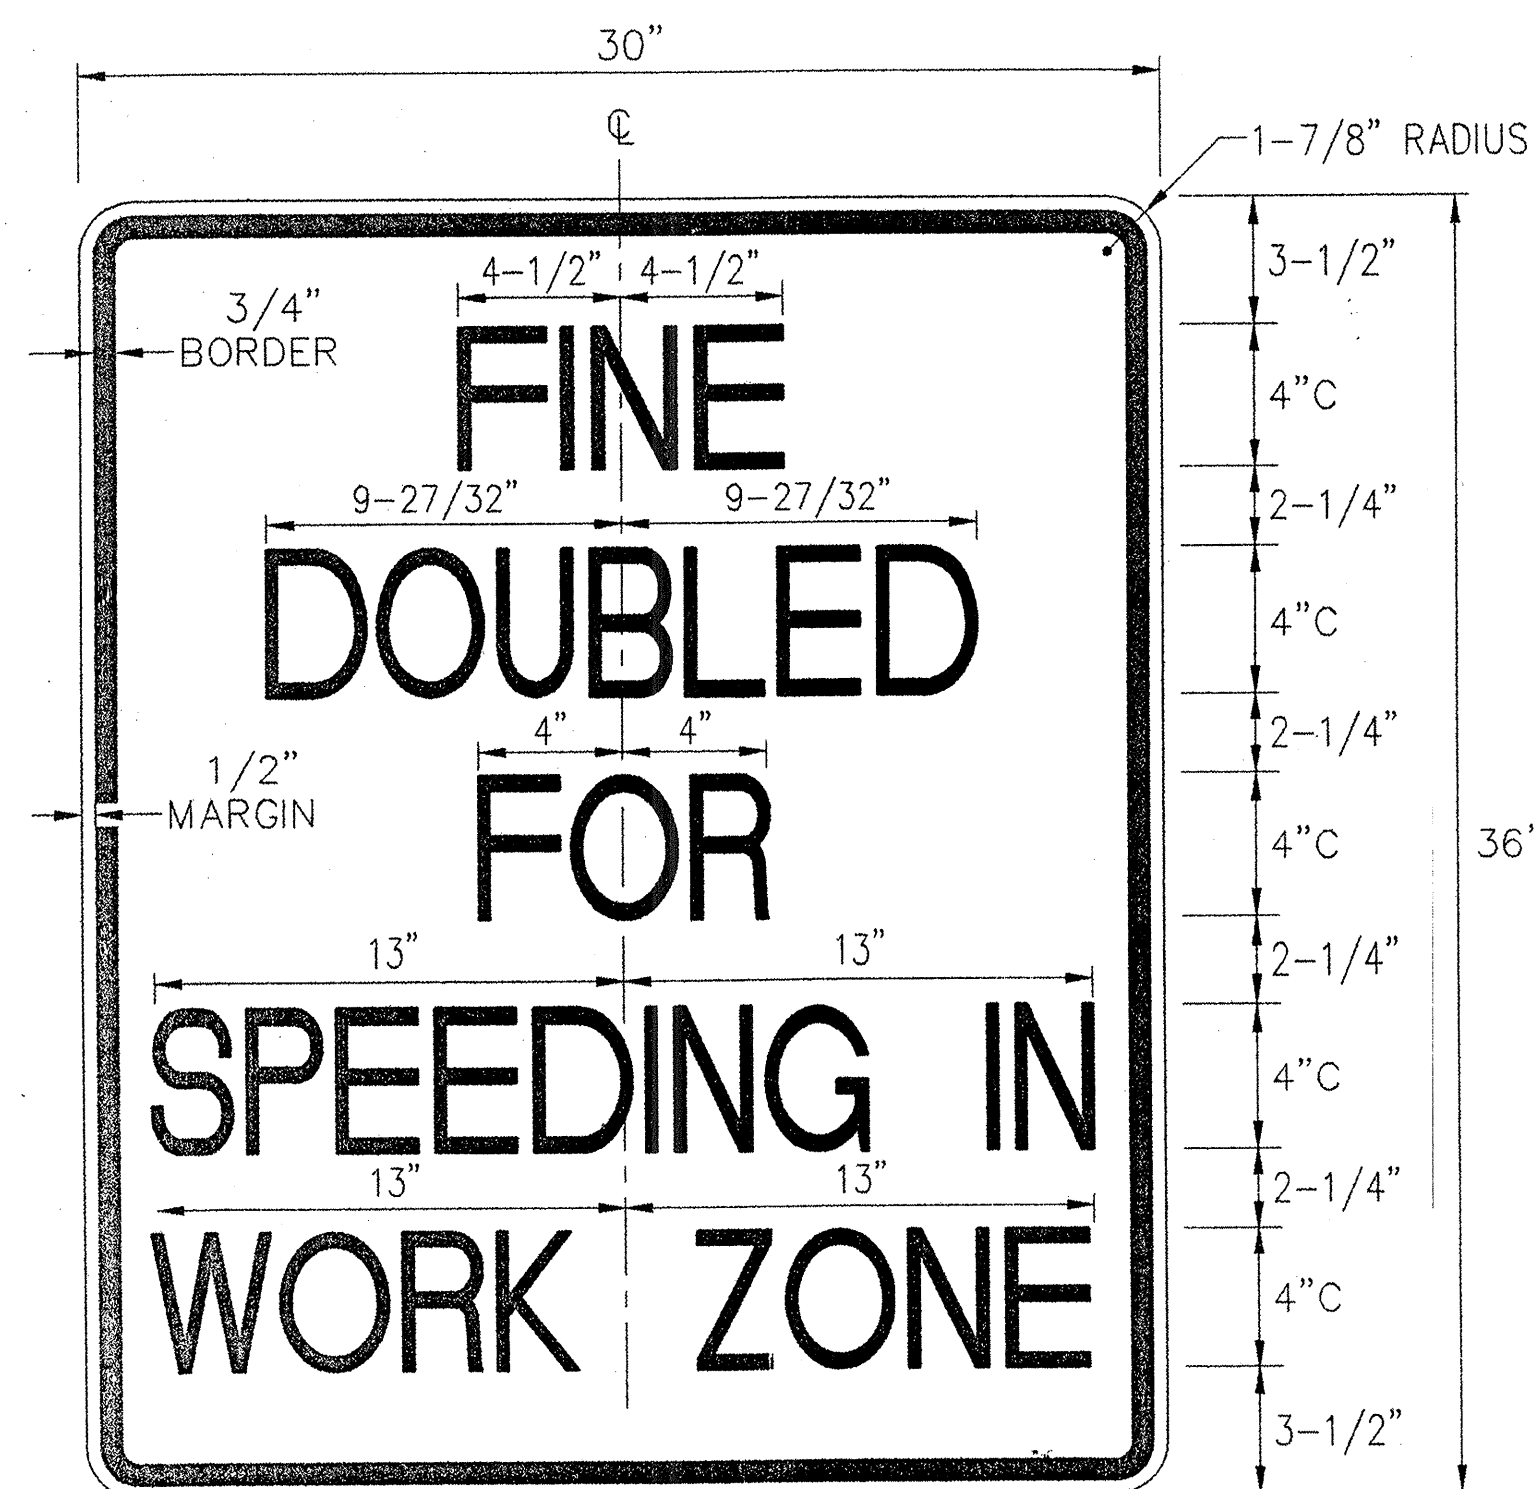 30"
℄
1-7/8" RADIUS
3-1/2"
4-1/2" 4-1/2"
3/4"
BORDER
FINE
4"C
9-27/32" 9-27/32"
2-1/4"
DOUBLED
4"C
4" 4"
2-1/4"
1/2"
MARGIN
FOR
4"C
36'
13" 13"
2-1/4"
SPEEDING IN
4"C
13" 13"
2-1/4"
WORK ZONE
4"C
3-1/2"